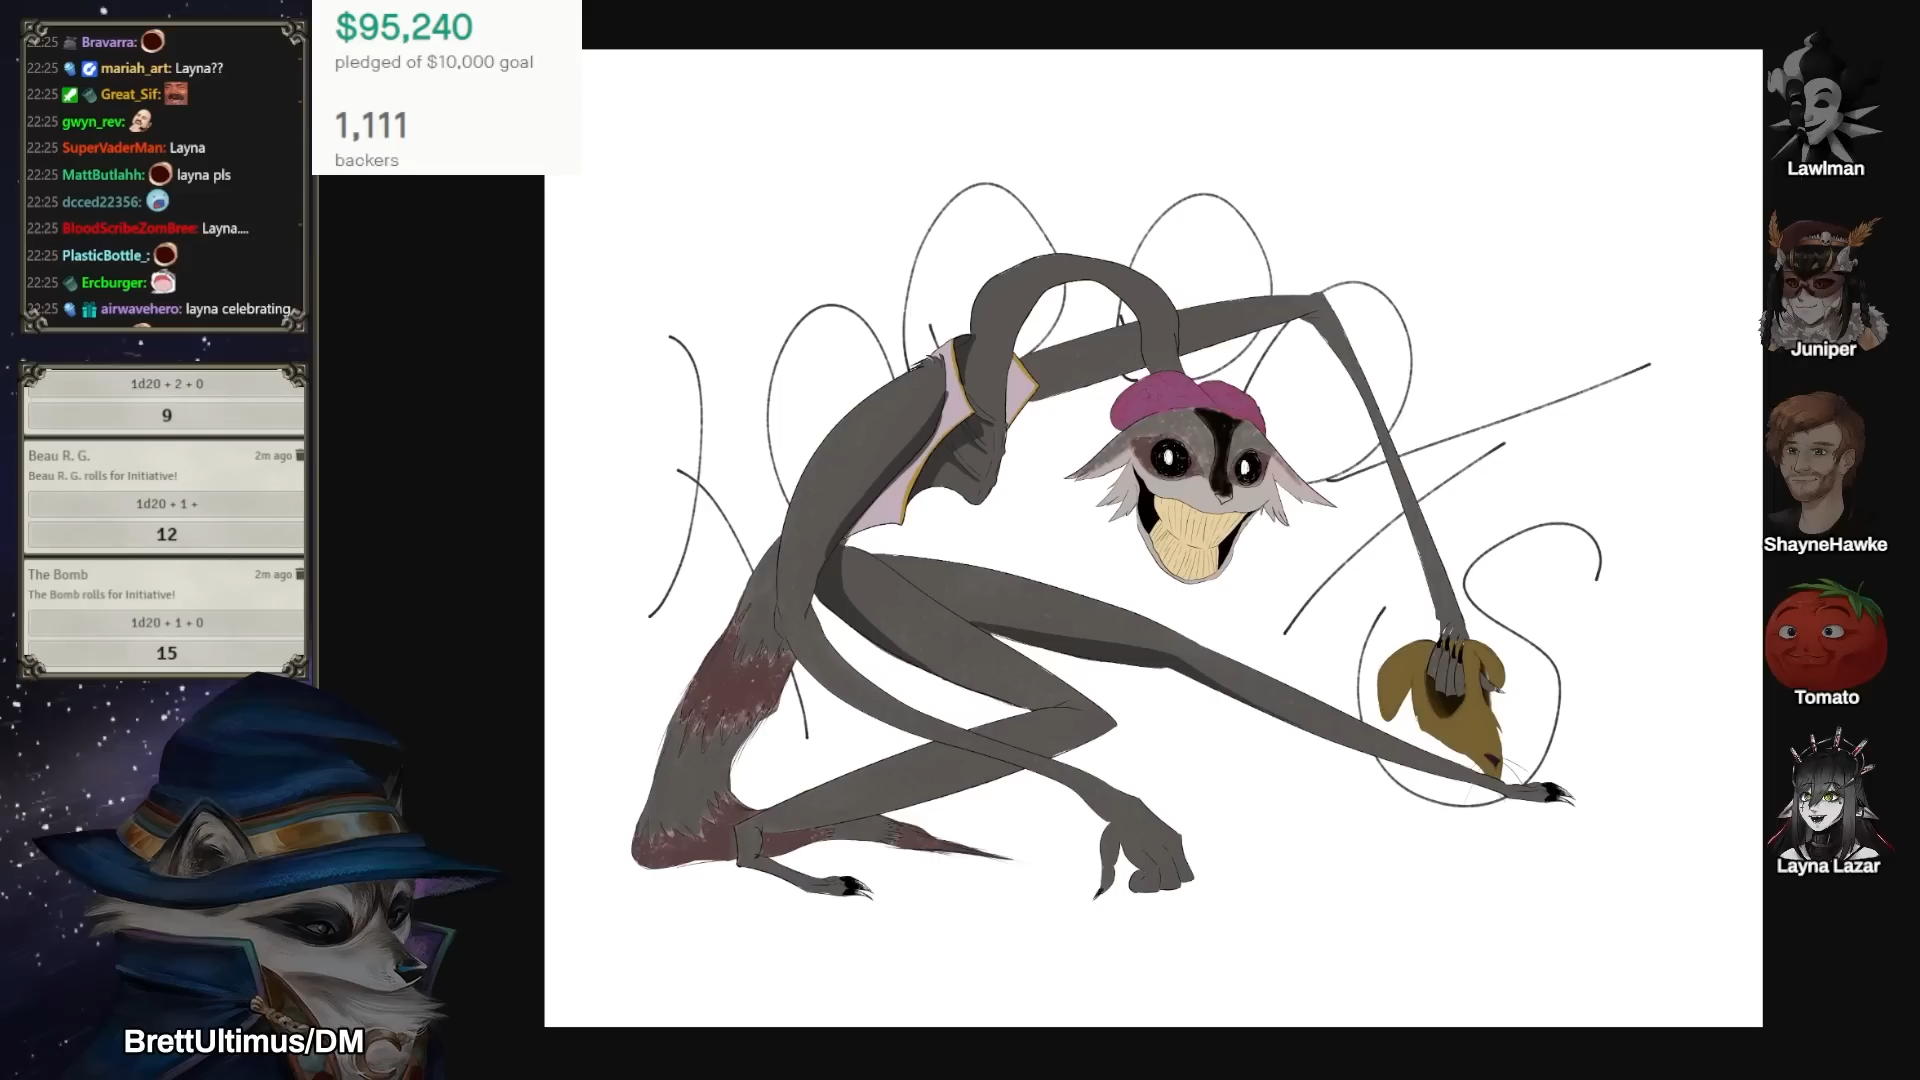 22:25 Bravarra:
22:25 mariah_art: Layna??
22:25 Great_Sif:
22:25 gwyn_rev:
22:25 SuperVaderMan: Layna
22:25 MattButlahh: layna pls
22:25 dcced22356:
22:25 BloodScribeZomBree: Layna....
22:25 PlasticBottle_:
22:25 Ercburger:
22:25 airwavehero: layna celebrating
$95,240
pledged of $10,000 goal
1,111
backers
1d20 + 2 + 0
9
Beau R. G. 2m ago
Beau R. G. rolls for Initiative!
1d20 + 1 +
12
The Bomb 2m ago
The Bomb rolls for Initiative!
1d20 + 1 + 0
15
BrettUltimus/DM
Lawlman
Juniper
ShayneHawke
Tomato
Layna Lazar